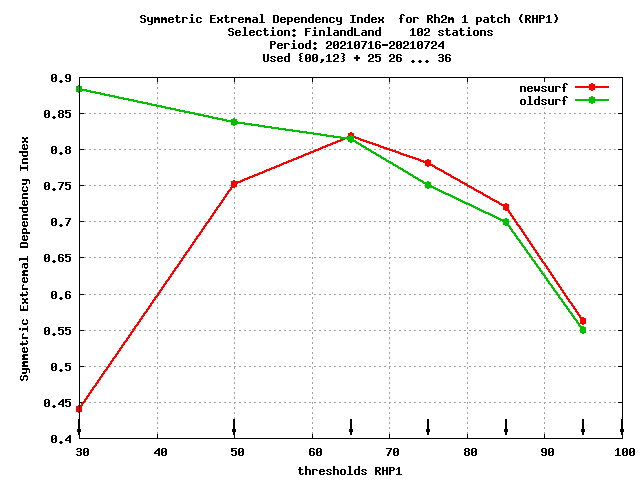 Symmetric Extremal Dependency Index  for Rh2m 1 patch (RHP1)
Selection: FinlandLand    102 stations
Period: 20210716-20210724
Used {00,12} + 25 26 ... 36
newsurf
oldsurf
Symmetric Extremal Dependency Index
0.9
0.85
0.8
0.75
0.7
0.65
0.6
0.55
0.5
0.45
0.4
30 40 50 60 70 80 90 100
thresholds RHP1